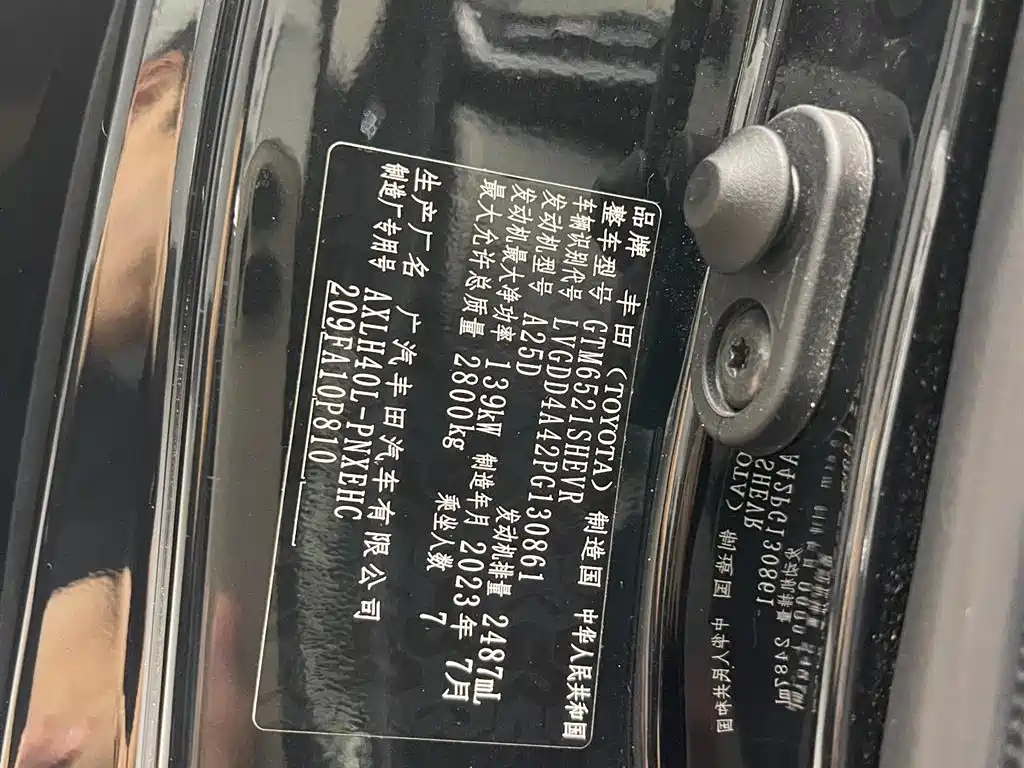 品牌 丰田(TOYOTA) 制造国 中华人民共和国
整车型号 GTM6521SHEVR
车辆识别代号 LVGDD4A42PG130861
发动机型号 A25D 发动机排量 2487mL
发动机最大净功率 139kW 制造年月 2023年 7月
最大允许总质量 2800kg 乘坐人数 7
生产厂名 广汽丰田汽车有限公司
制造厂专用号 AXLH40L-PNXEHC
209FA10P810